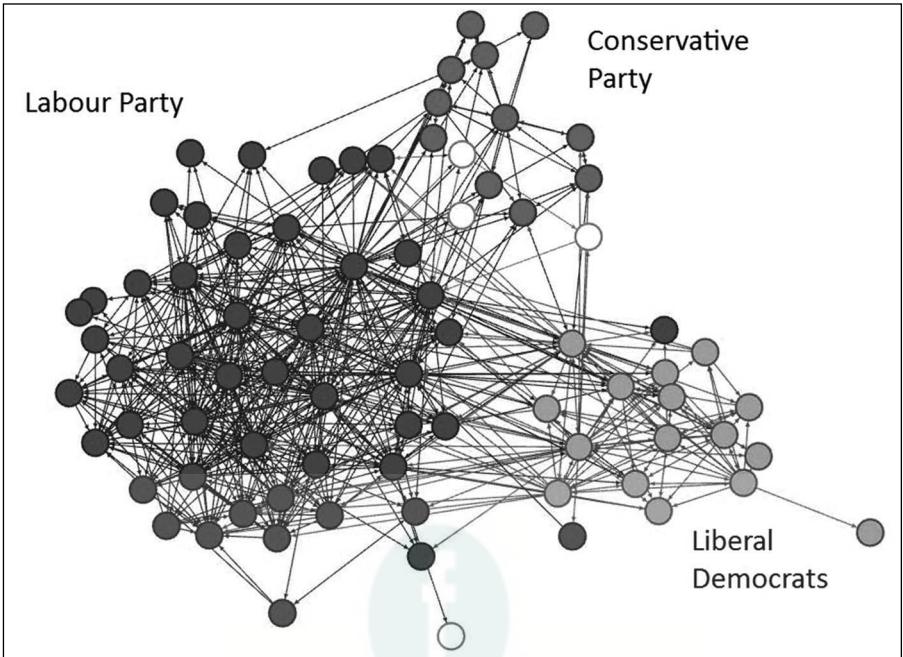 Conservative
Party
Labour Party
Liberal
Democrats